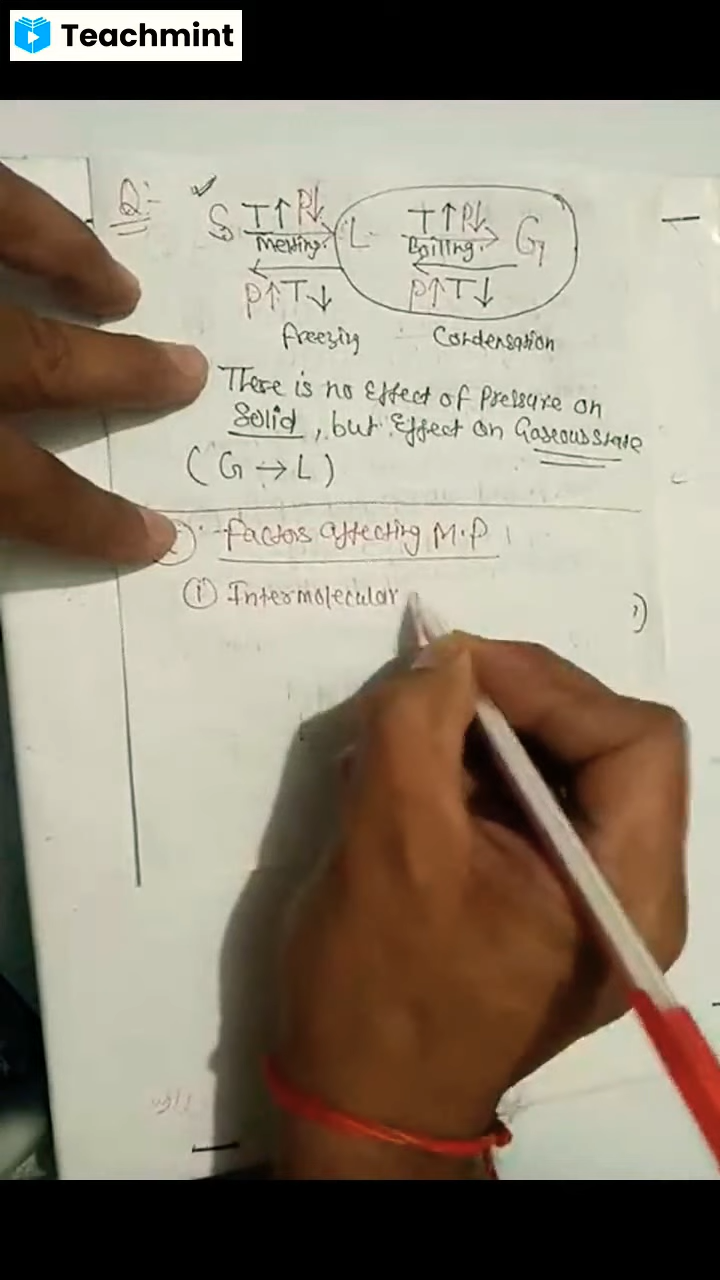 Teachmint
Q:-
S T↑ P↓ L T↑ P↓ G
Melting. Boilling.
P↑ T↓ P↑ T↓
freezing Condensation
There is no Effect of Pressure on
Solid, but Effect on Gaseous state
(G → L)
factors affecting M.P
(i) Intermolecular